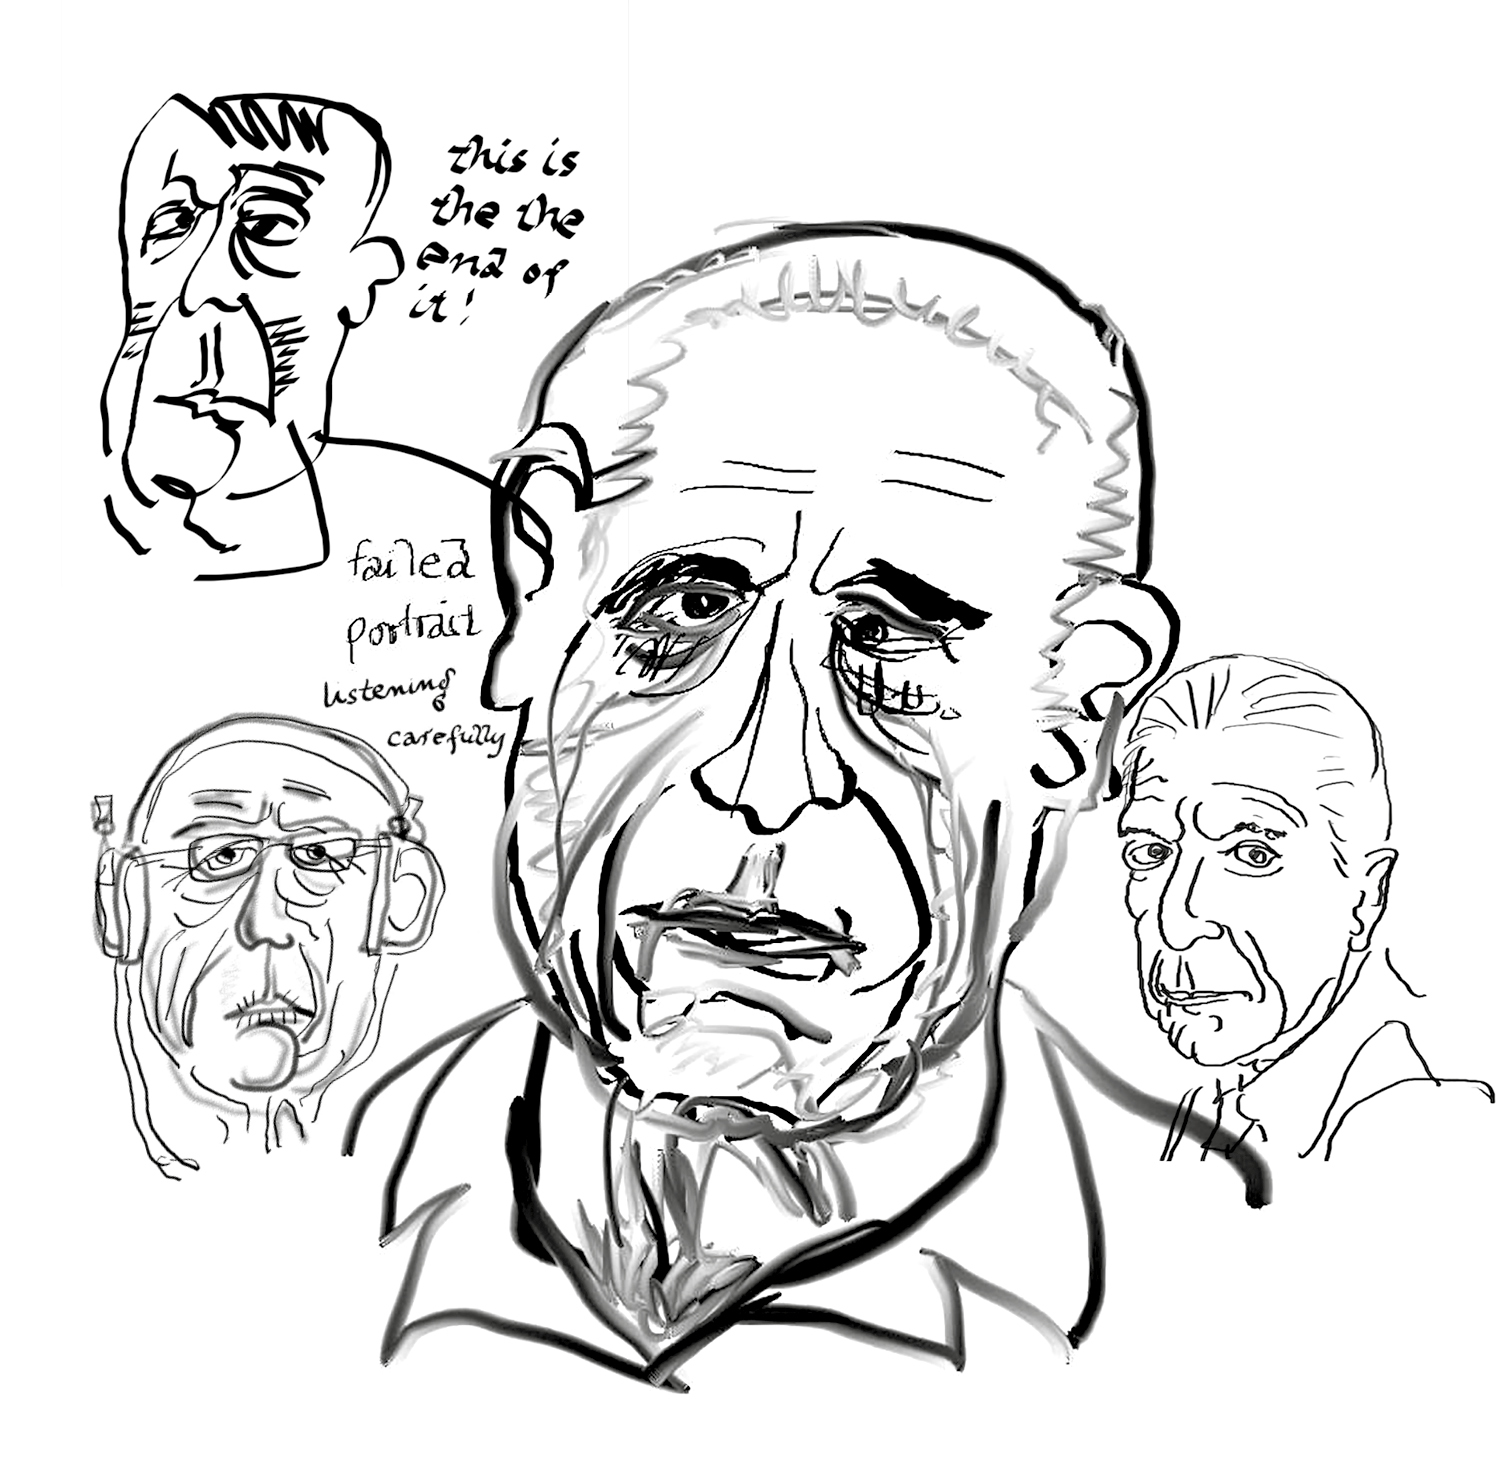 this is
the the
end of
it!
failed
portrait
listening
carefully